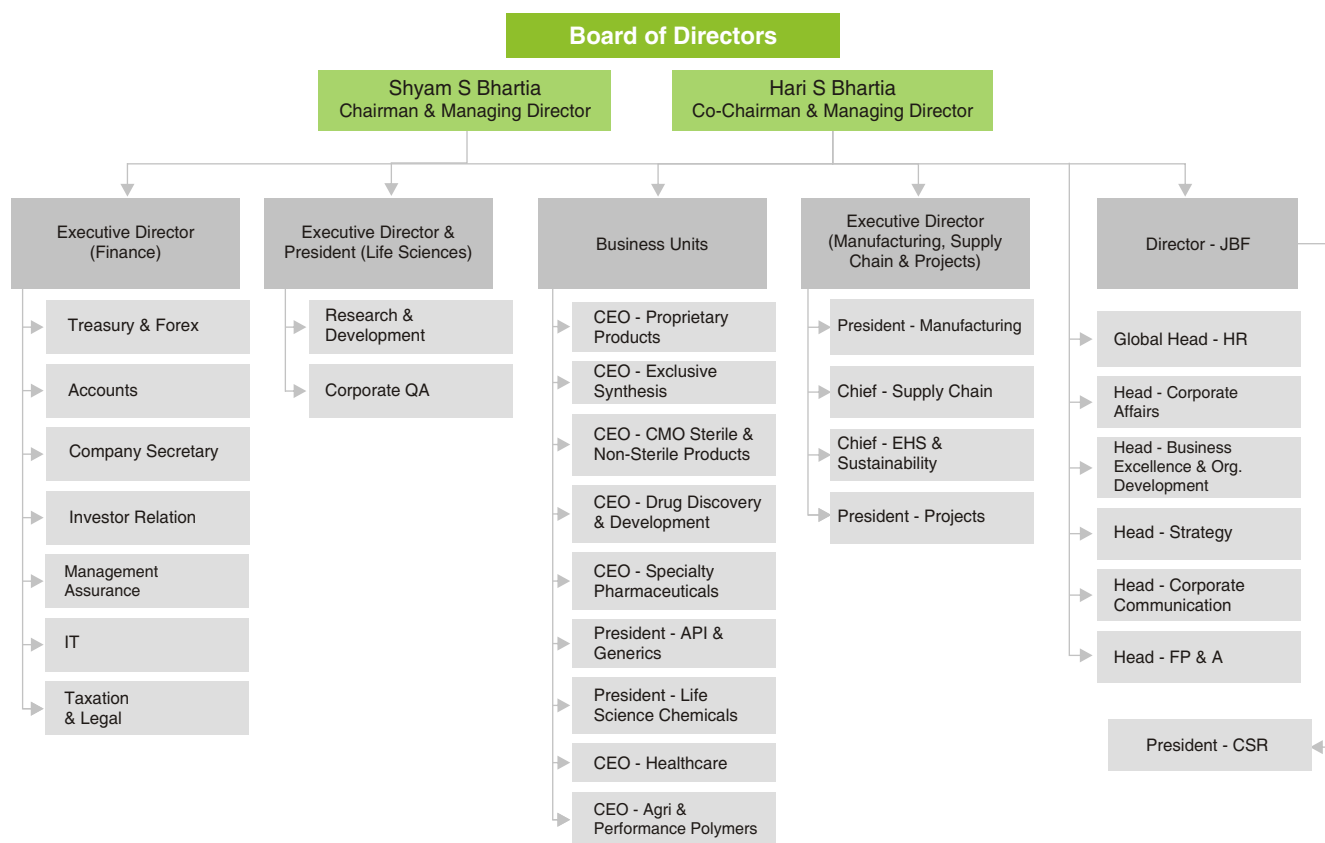 Board of Directors
Shyam S Bhartia
Chairman & Managing Director
Hari S Bhartia
Co-Chairman & Managing Director
Executive Director
(Finance)
Treasury & Forex
Accounts
Company Secretary
Investor Relation
Management
Assurance
IT
Taxation
& Legal
Executive Director &
President (Life Sciences)
Research &
Development
Corporate QA
Business Units
CEO - Proprietary
Products
CEO - Exclusive
Synthesis
CEO - CMO Sterile &
Non-Sterile Products
CEO - Drug Discovery
& Development
CEO - Specialty
Pharmaceuticals
President - API &
Generics
President - Life
Science Chemicals
CEO - Healthcare
CEO - Agri &
Performance Polymers
Executive Director
(Manufacturing, Supply
Chain & Projects)
President - Manufacturing
Chief - Supply Chain
Chief - EHS &
Sustainability
President - Projects
Director - JBF
Global Head - HR
Head - Corporate
Affairs
Head - Business
Excellence & Org.
Development
Head - Strategy
Head - Corporate
Communication
Head - FP & A
President - CSR